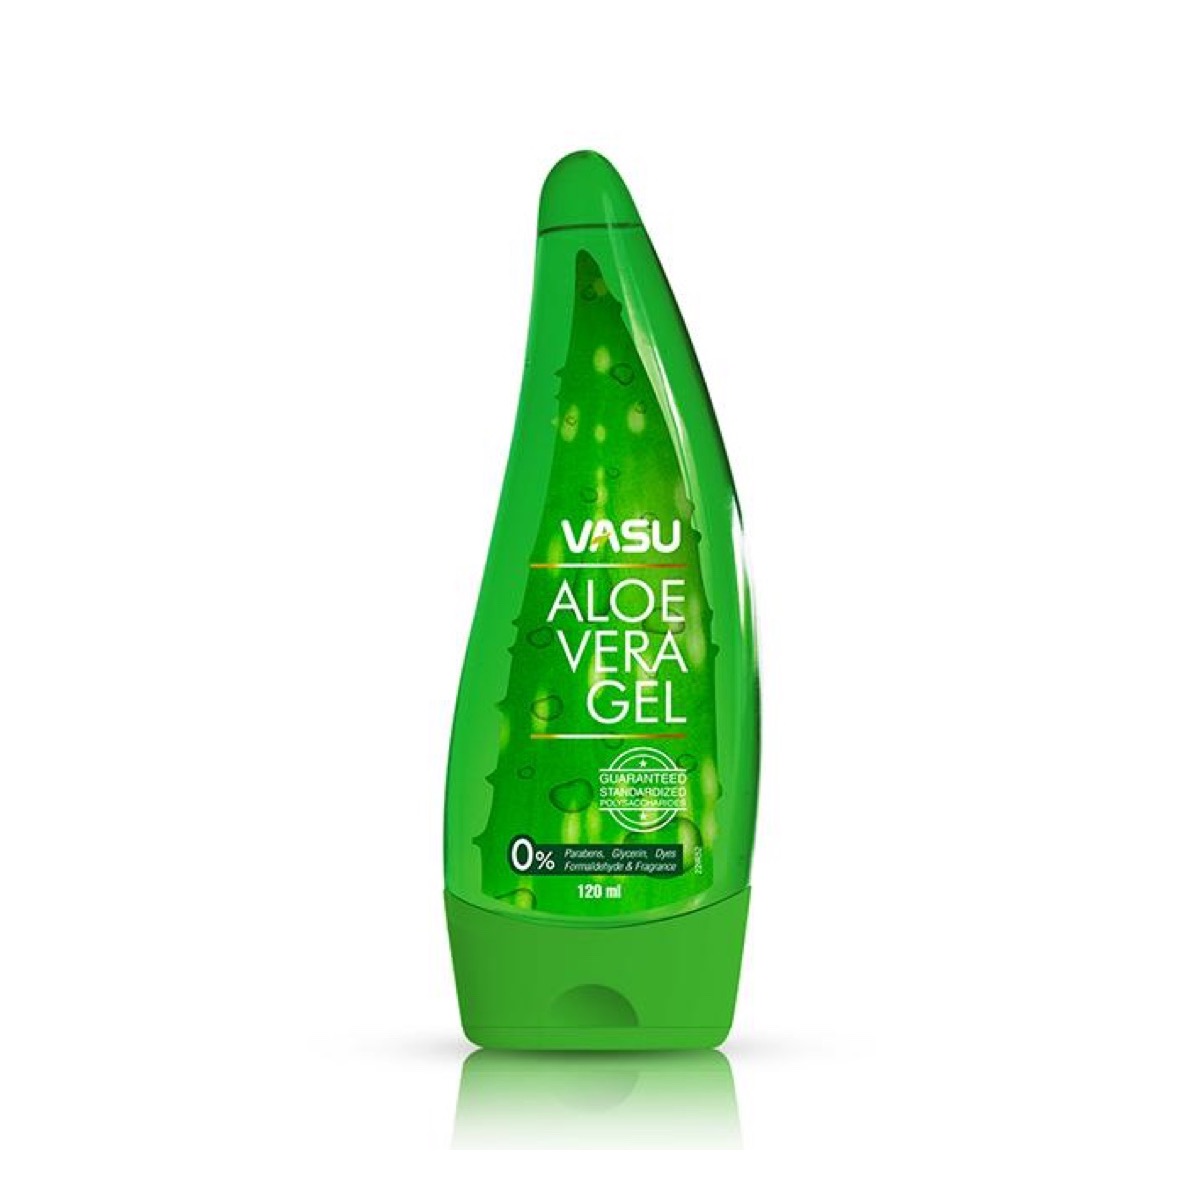 VASU
ALOE
VERA
GEL
GUARANTEED
STANDARDIZED
POLYSACCHARIDES
0% Parabens, Glycerin, Dyes
Formaldehyde & Fragrance
120 ml